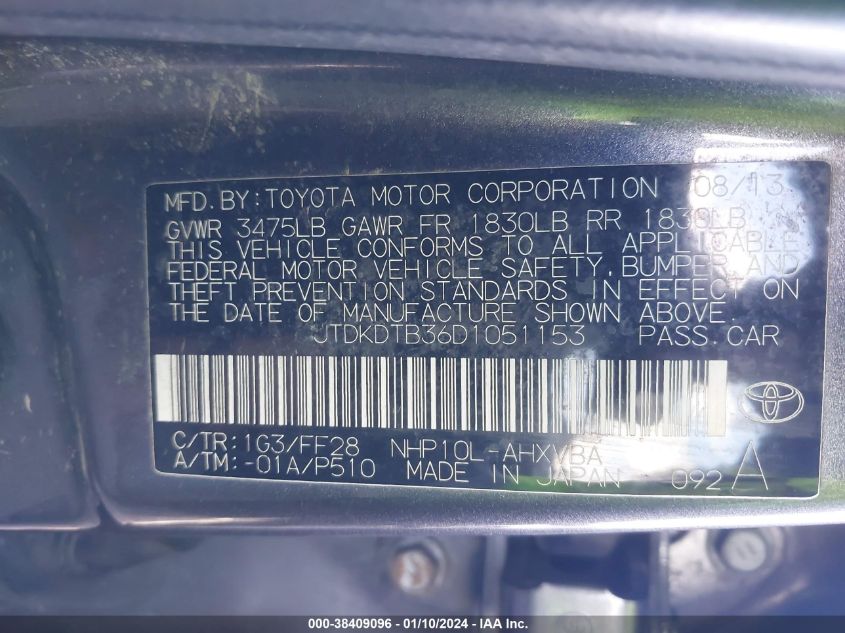 MFD. BY: TOYOTA MOTOR CORPORATION 08/13
GVWR 3475LB GAWR FR 1830LB RR 1830LB
THIS VEHICLE CONFORMS TO ALL APPLICABLE
FEDERAL MOTOR VEHICLE SAFETY, BUMPER, AND
THEFT PREVENTION STANDARDS IN EFFECT ON
THE DATE OF MANUFACTURE SHOWN ABOVE.
JTDKDTB36D1051153 PASS. CAR
C/TR: 1G3/FF28 NHP10L-AHXVBA
A/TM: -01A/P510 MADE IN JAPAN 092 A
000-38409096 - 01/10/2024 - IAA Inc.